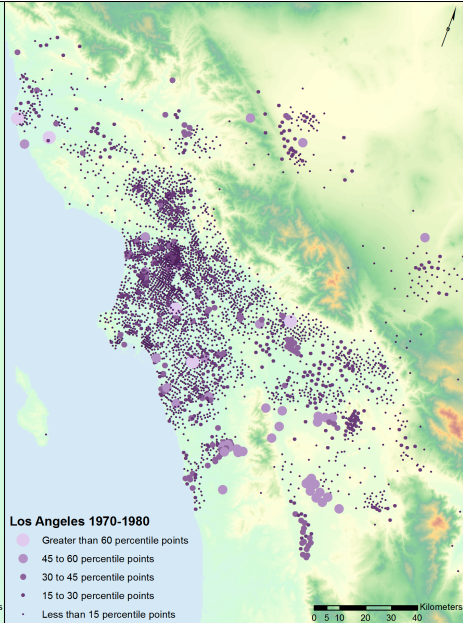 Los Angeles 1970-1980
Greater than 60 percentile points
45 to 60 percentile points
30 to 45 percentile points
15 to 30 percentile points
Less than 15 percentile points
Kilometers
0 5 10 20 30 40